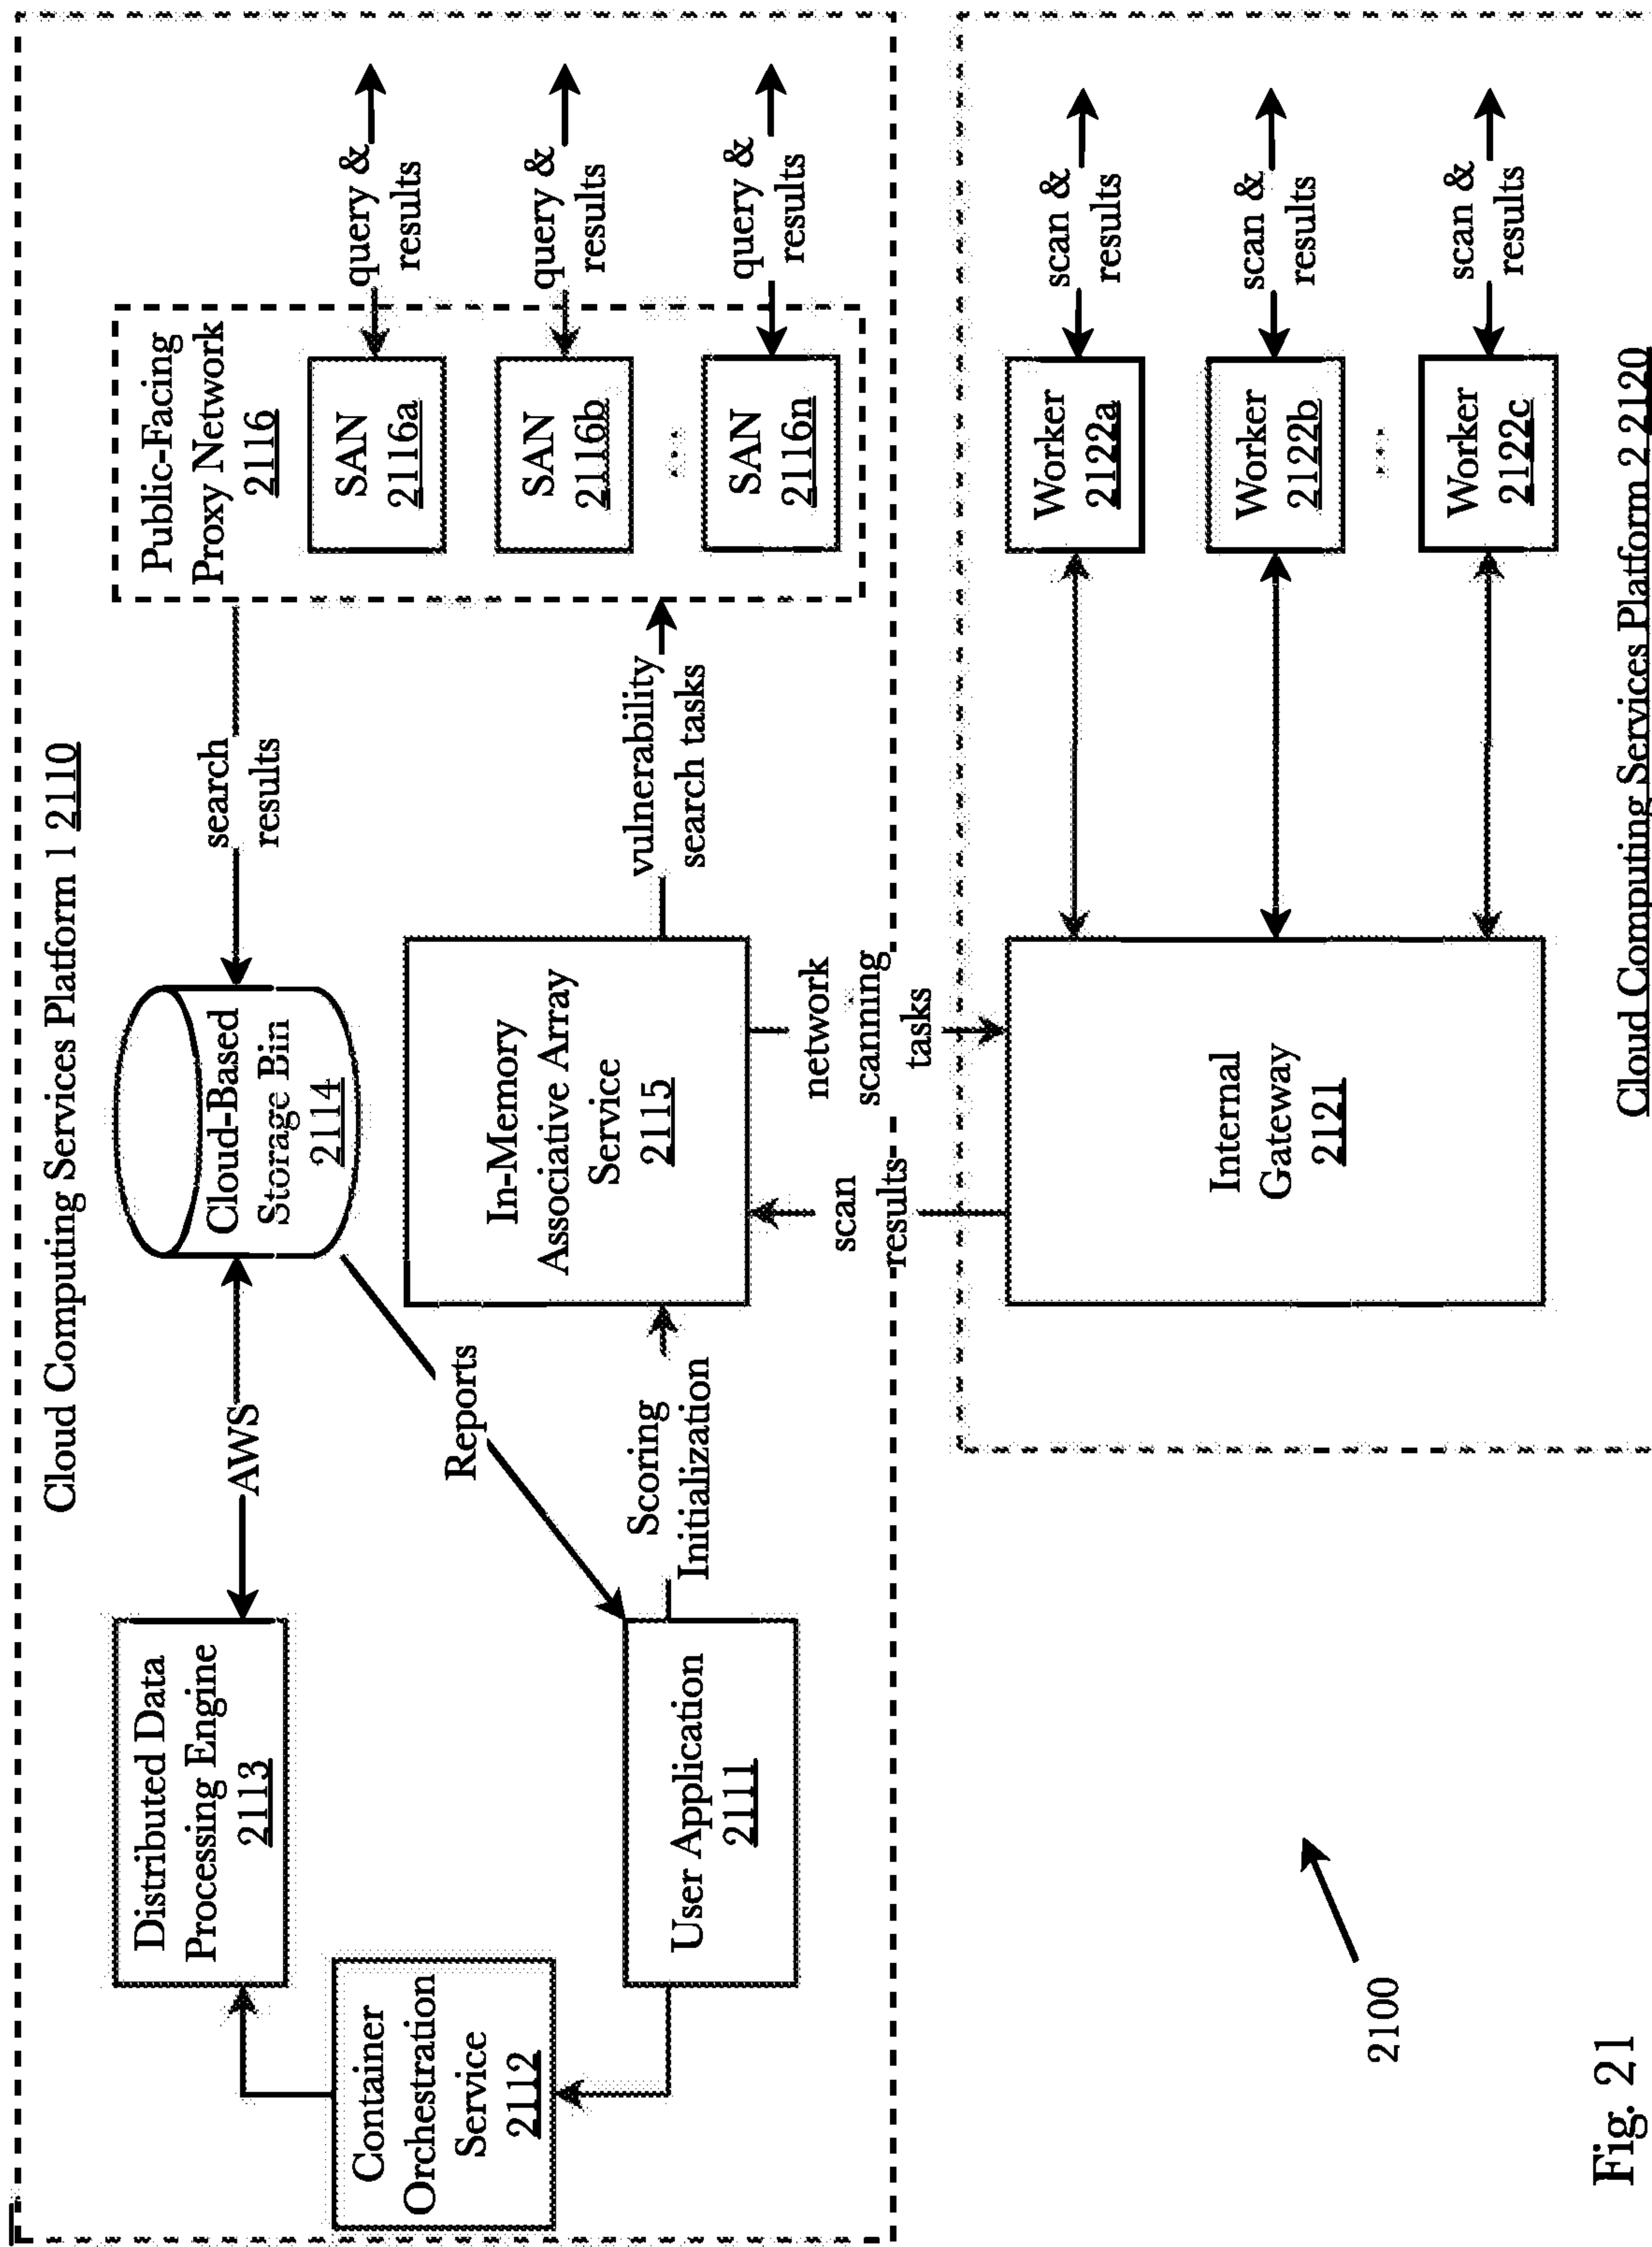 Cloud Computing Services Platform 1 2110
Distributed Data
Processing Engine
2113
AWS
Cloud-Based
Storage Bin
2114
search
results
Public-Facing
Proxy Network
2116
SAN
2116a
query &
results
SAN
2116b
query &
results
...
SAN
2116n
query &
results
Container
Orchestration
Service
2112
Reports
User Application
2111
Scoring
Initialization
In-Memory
Associative Array
Service
2115
vulnerability
search tasks
scan
results
network
scanning
tasks
Internal
Gateway
2121
Worker
2122a
scan &
results
Worker
2122b
scan &
results
...
Worker
2122c
scan &
results
2100
Cloud Computing Services Platform 2 2120
Fig. 21